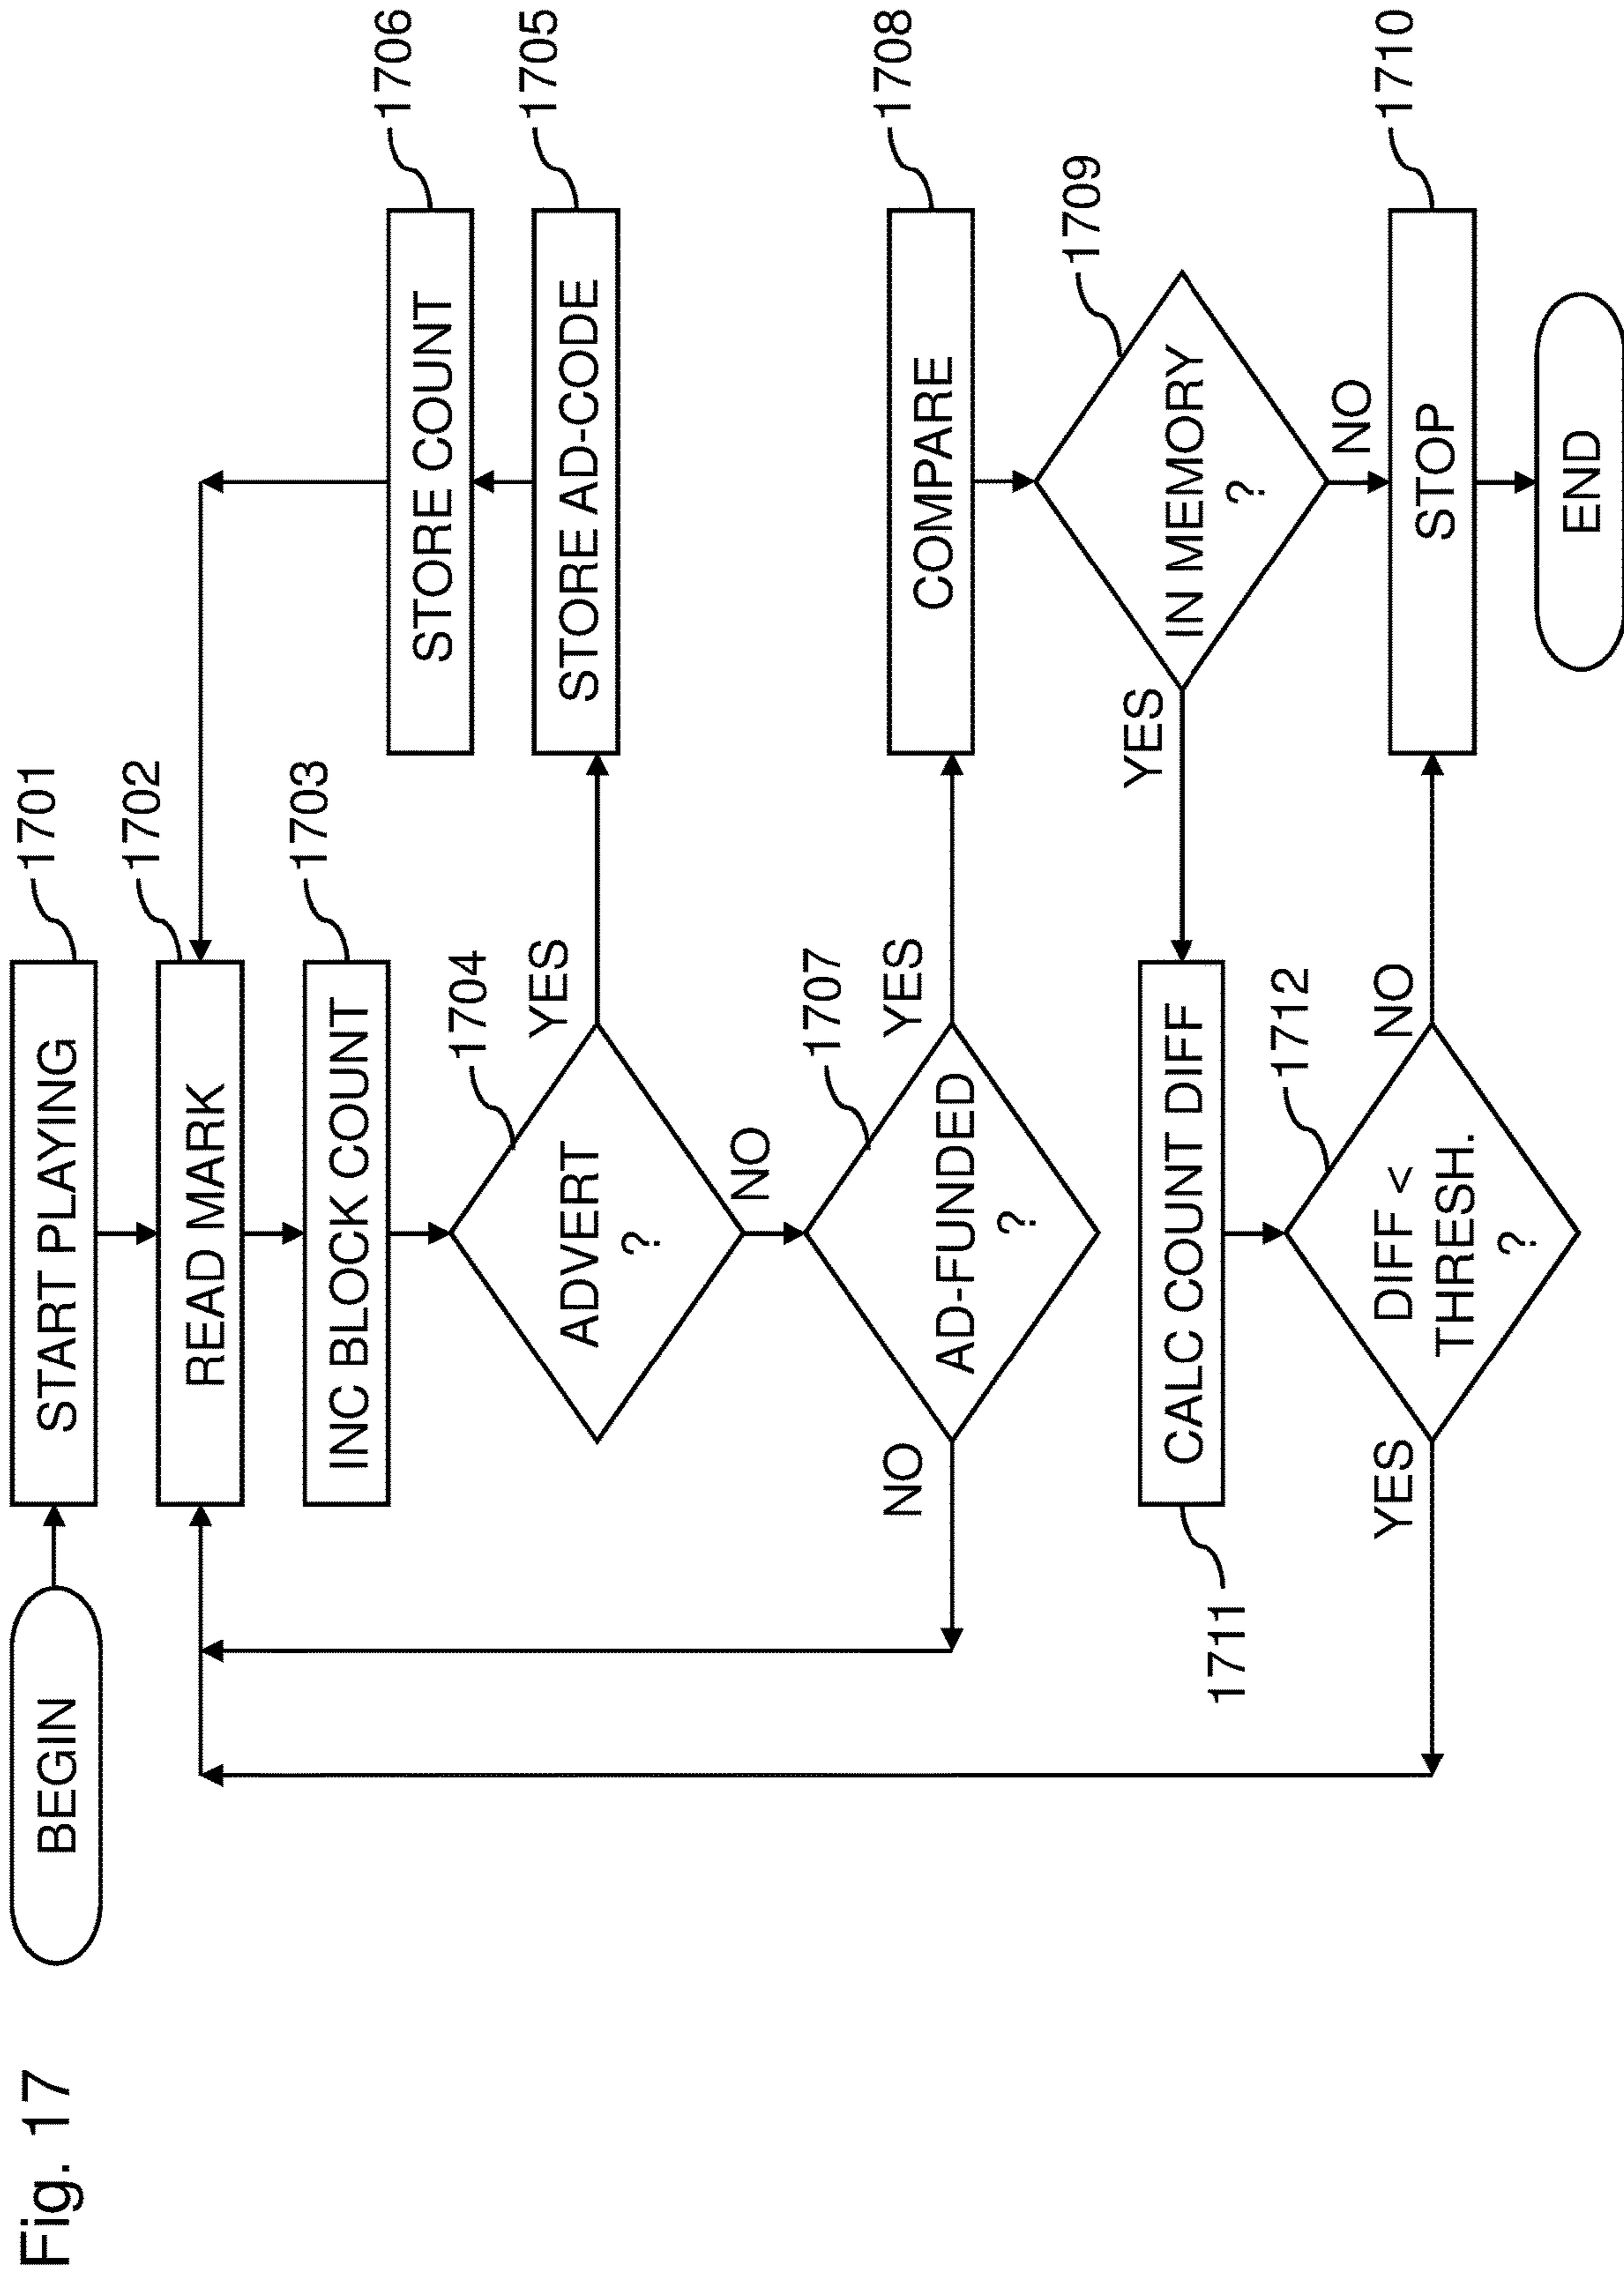 Fig. 17
BEGIN
START PLAYING
1701
READ MARK
1702
INC BLOCK COUNT
1703
ADVERT
?
1704
YES
NO
STORE COUNT
1706
STORE AD-CODE
1705
AD-FUNDED
?
1707
NO
YES
COMPARE
1708
IN MEMORY
?
1709
YES
NO
CALC COUNT DIFF
1711
DIFF <
THRESH.
?
1712
YES
NO
STOP
1710
END